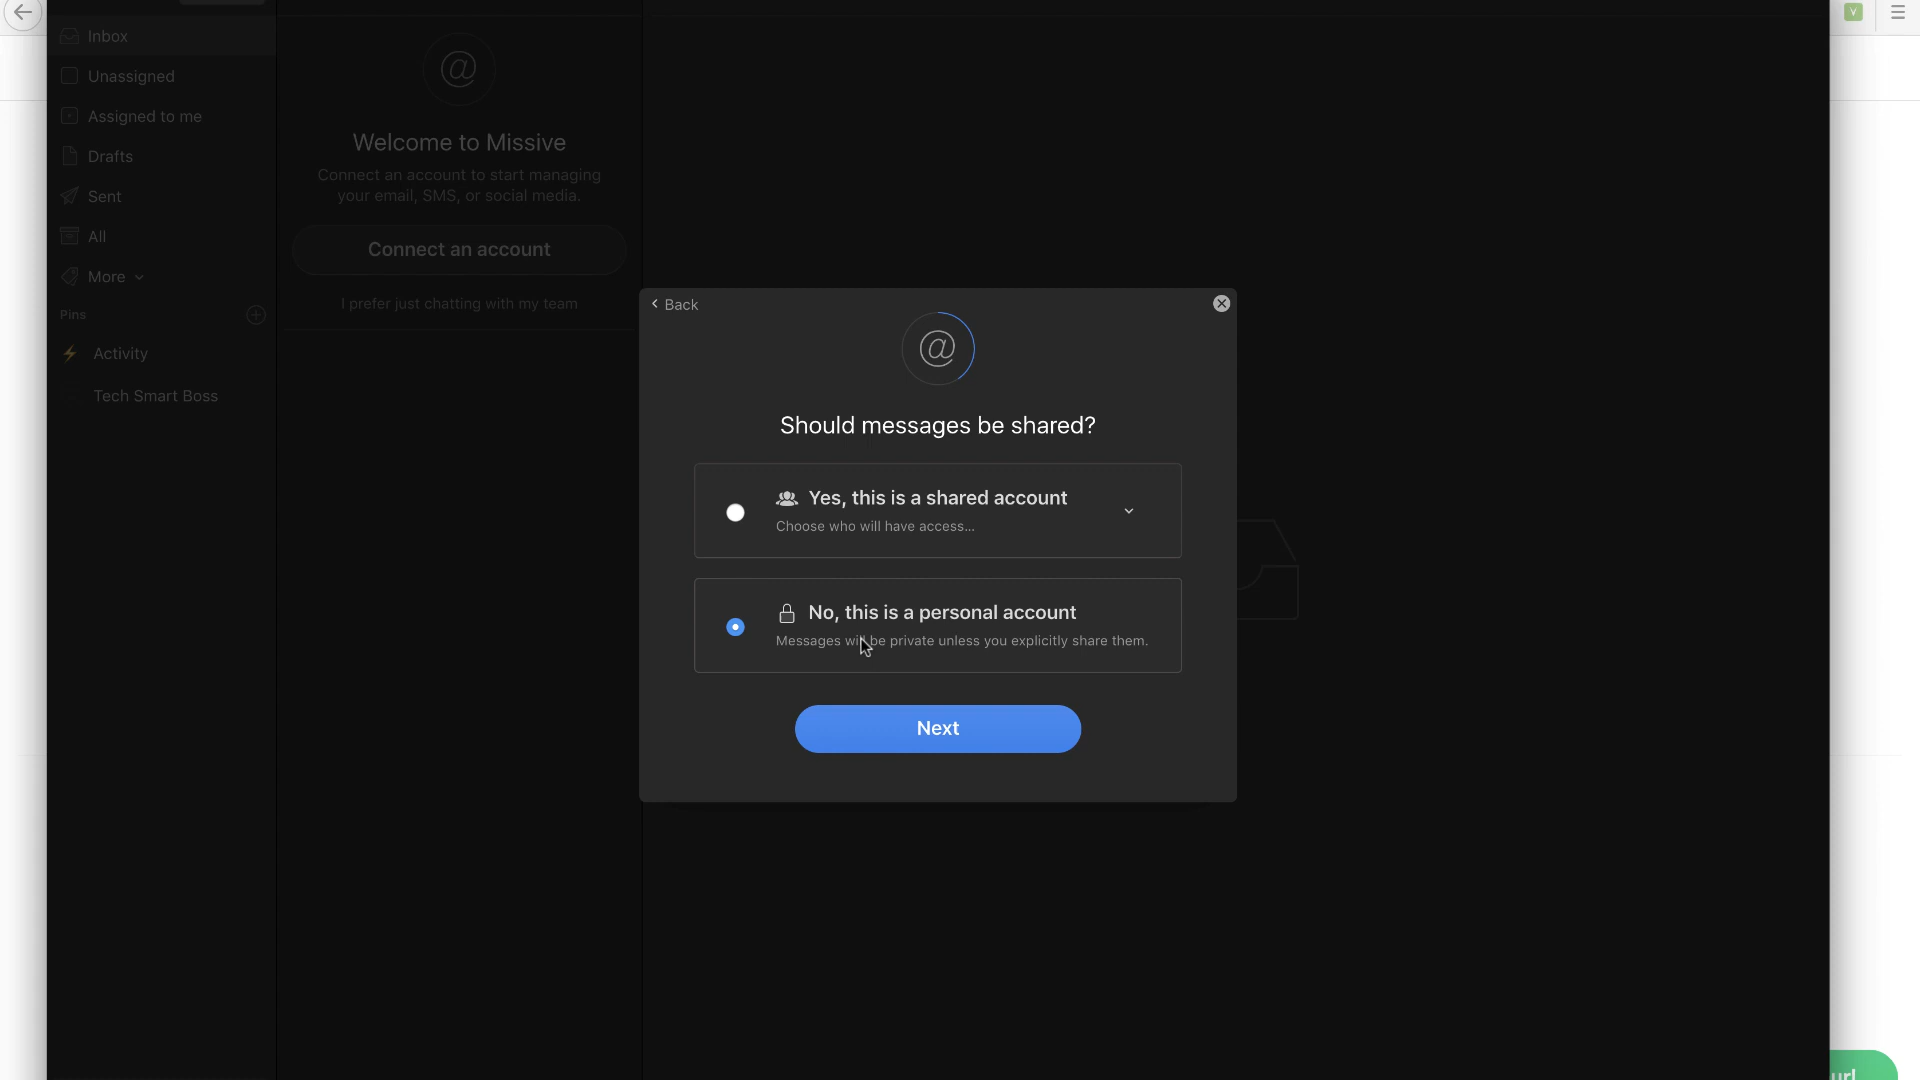 Inbox
Unassigned
Assigned to me
Drafts
Sent
All
More
Pins
Activity
Tech Smart Boss
@
Welcome to Missive
Connect an account to start managing
your email, SMS, or social media.
Connect an account
I prefer just chatting with my team
Back
@
Should messages be shared?
Yes, this is a shared account
Choose who will have access...
No, this is a personal account
Messages will be private unless you explicitly share them.
Next
V
url